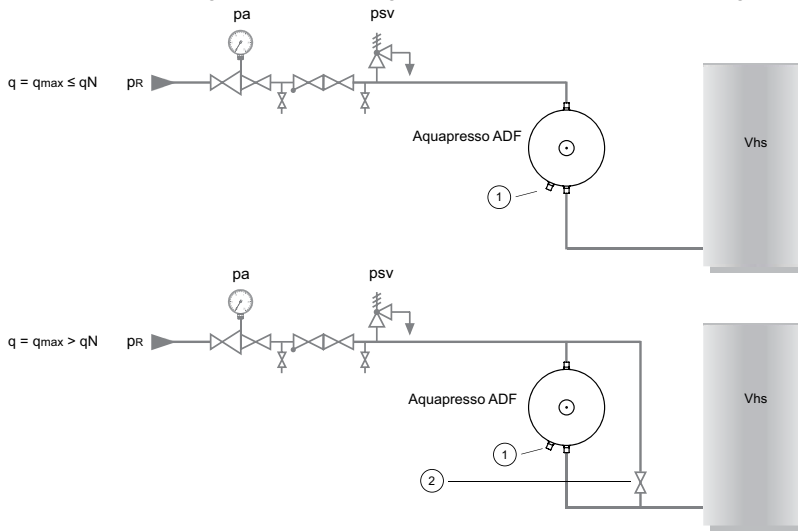 pa
psv
q = qmax ≤ qN
pR
Aquapresso ADF
Vhs
1
pa
psv
q = qmax > qN
pR
Aquapresso ADF
Vhs
1
2